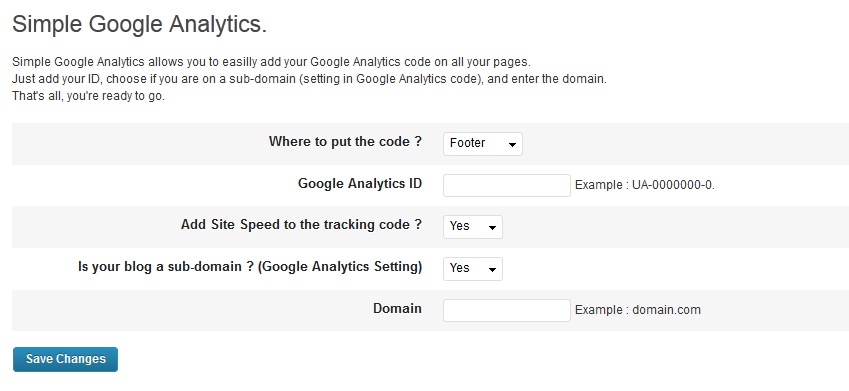 Simple Google Analytics.
Simple Google Analytics allows you to easilly add your Google Analytics code on all your pages.
Just add your ID, choose if you are on a sub-domain (setting in Google Analytics code), and enter the domain.
That's all, you're ready to go.
Where to put the code ? Footer
Google Analytics ID Example : UA-0000000-0.
Add Site Speed to the tracking code ? Yes
Is your blog a sub-domain ? (Google Analytics Setting) Yes
Domain Example : domain.com
Save Changes